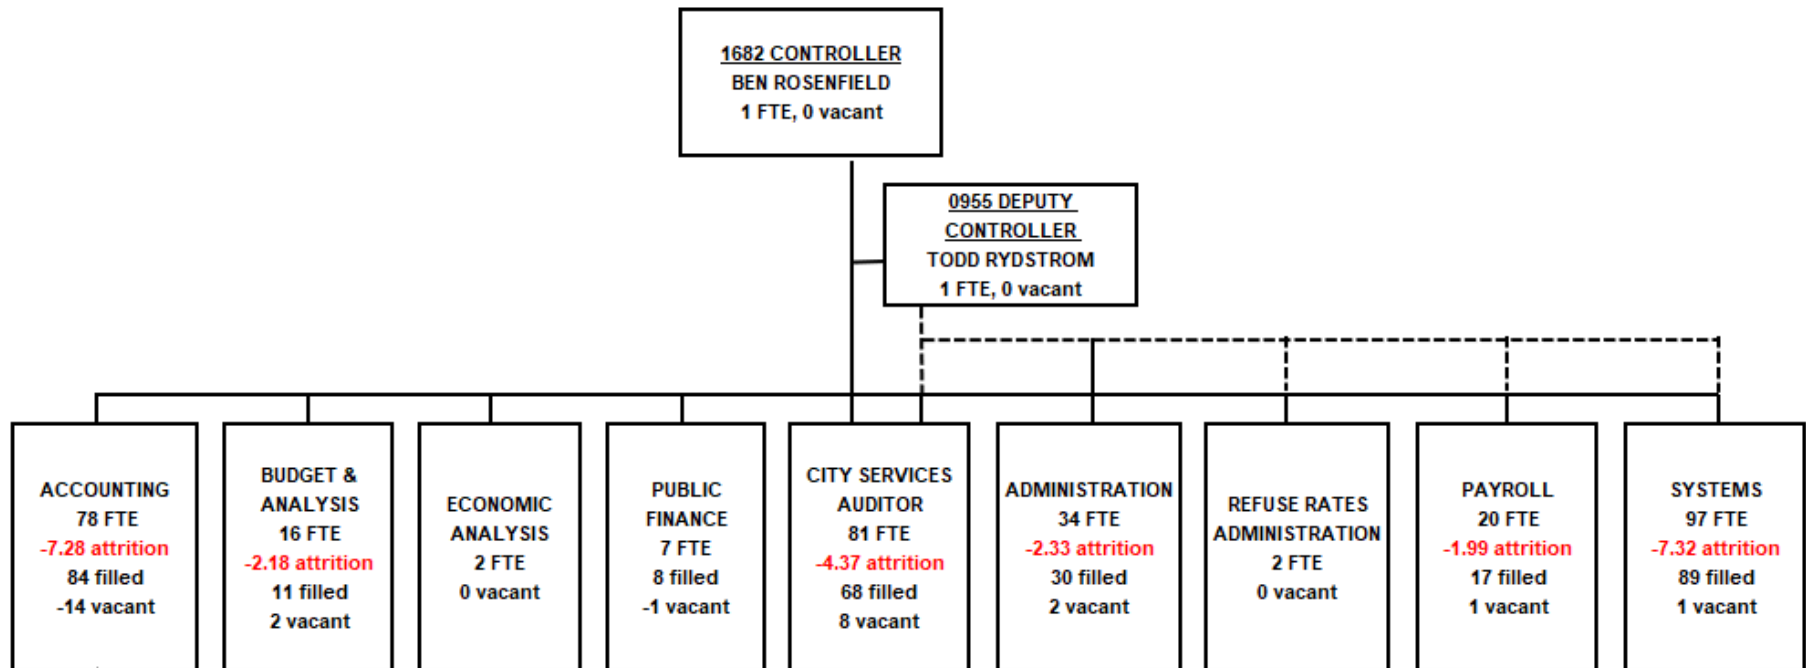 1682 CONTROLLER
BEN ROSENFIELD
1 FTE, 0 vacant
0955 DEPUTY
CONTROLLER
TODD RYDSTROM
1 FTE, 0 vacant
ACCOUNTING
78 FTE
-7.28 attrition
84 filled
-14 vacant
BUDGET &
ANALYSIS
16 FTE
-2.18 attrition
11 filled
2 vacant
ECONOMIC
ANALYSIS
2 FTE
0 vacant
PUBLIC
FINANCE
7 FTE
8 filled
-1 vacant
CITY SERVICES
AUDITOR
81 FTE
-4.37 attrition
68 filled
8 vacant
ADMINISTRATION
34 FTE
-2.33 attrition
30 filled
2 vacant
REFUSE RATES
ADMINISTRATION
2 FTE
0 vacant
PAYROLL
20 FTE
-1.99 attrition
17 filled
1 vacant
SYSTEMS
97 FTE
-7.32 attrition
89 filled
1 vacant